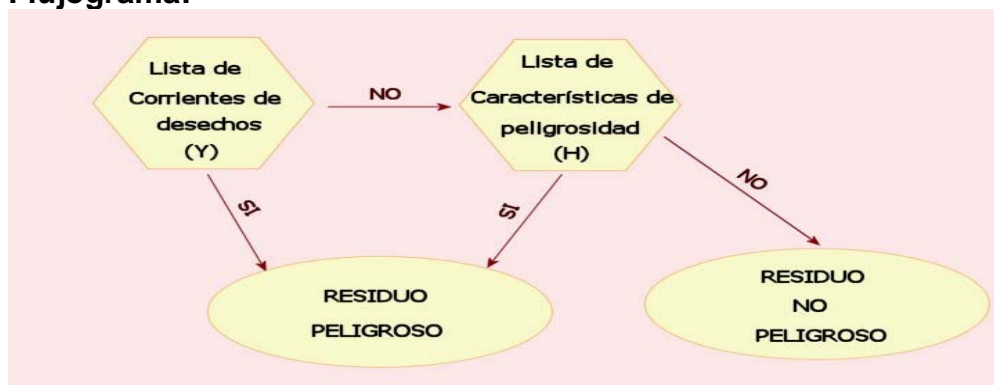 Flujograma:
Lista de
Corrientes de
desechos
(Y)
NO
Lista de
Características de
peligrosidad
(H)
SI
SI
NO
RESIDUO
PELIGROSO
RESIDUO
NO
PELIGROSO